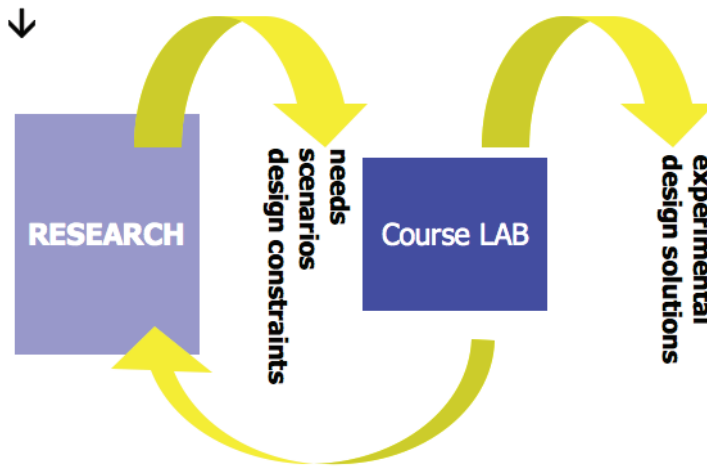 RESEARCH
needs
scenarios
design constraints
Course LAB
experimental
design solutions